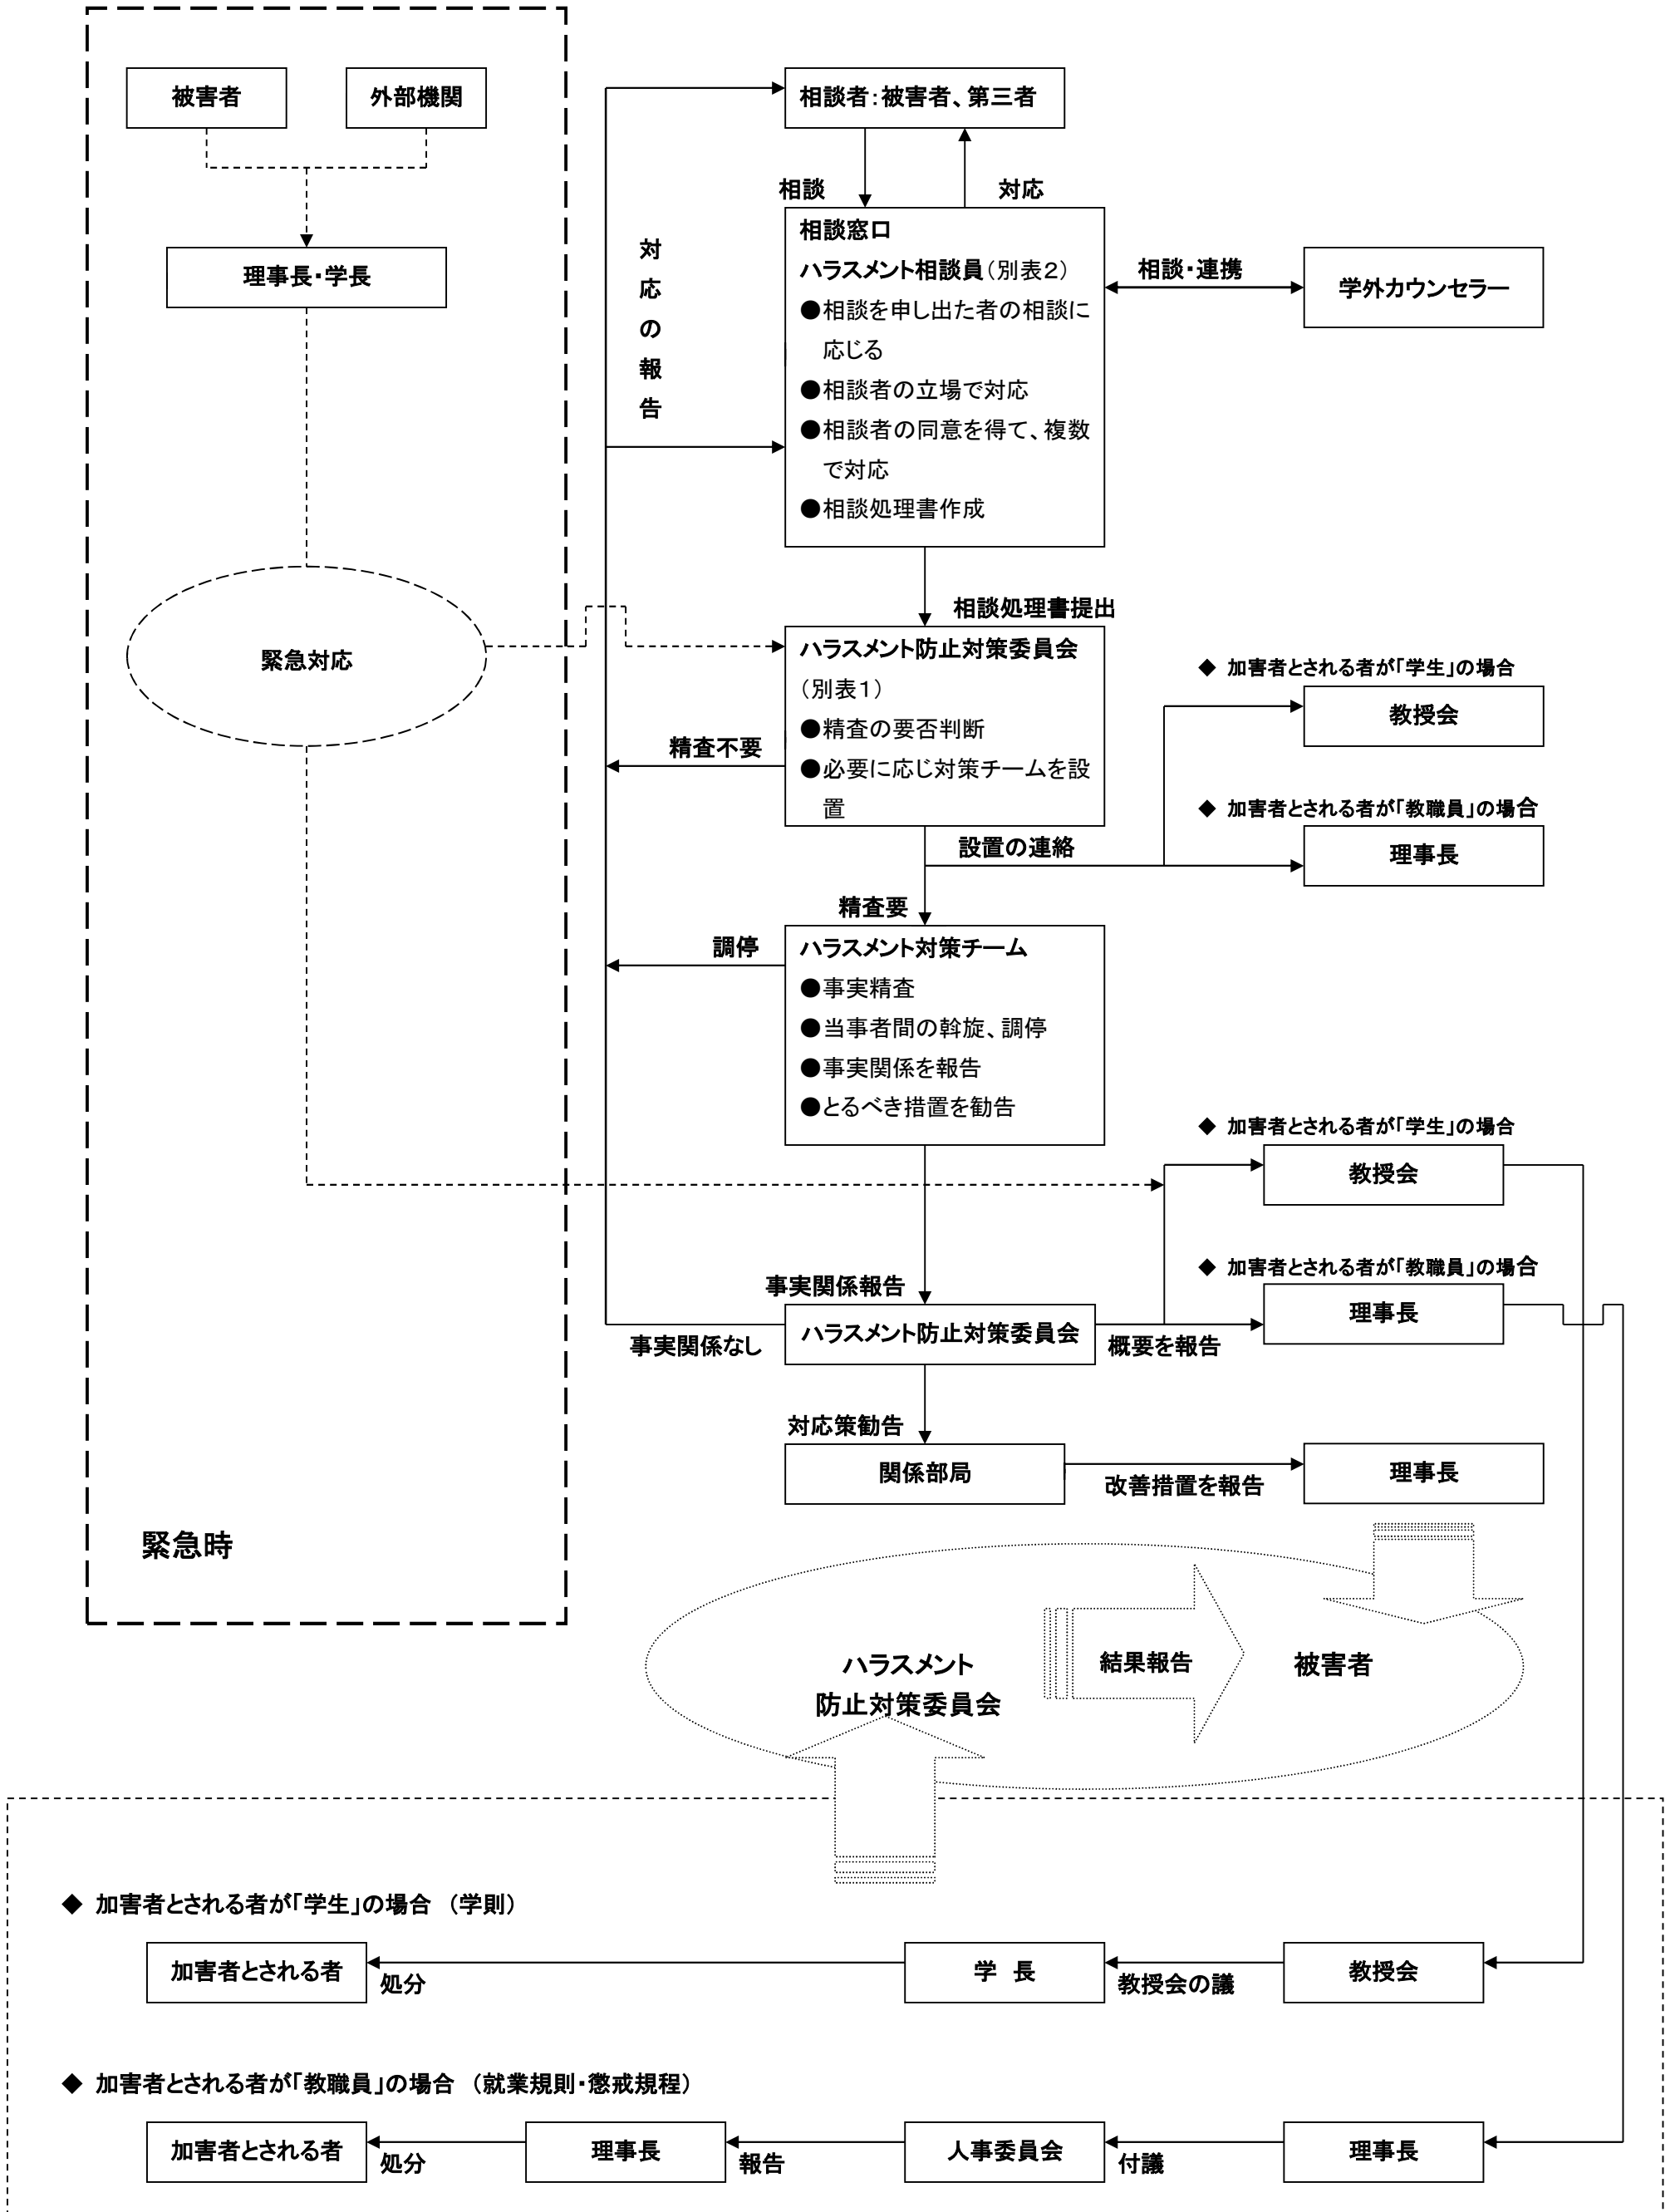 被害者
外部機関
理事長・学長
緊急対応
緊急時
相談者：被害者、第三者
相談
対応
対応の報告
相談窓口
ハラスメント相談員（別表２）
●相談を申し出た者の相談に
応じる
●相談者の立場で対応
●相談者の同意を得て、複数
で対応
●相談処理書作成
相談・連携
学外カウンセラー
相談処理書提出
ハラスメント防止対策委員会
（別表１）
●精査の要否判断
●必要に応じ対策チームを設
置
精査不要
◆ 加害者とされる者が「学生」の場合
教授会
◆ 加害者とされる者が「教職員」の場合
理事長
設置の連絡
精査要
調停
ハラスメント対策チーム
●事実精査
●当事者間の斡旋、調停
●事実関係を報告
●とるべき措置を勧告
◆ 加害者とされる者が「学生」の場合
教授会
◆ 加害者とされる者が「教職員」の場合
理事長
事実関係報告
ハラスメント防止対策委員会
事実関係なし
概要を報告
対応策勧告
関係部局
改善措置を報告
理事長
ハラスメント
防止対策委員会
結果報告
被害者
◆ 加害者とされる者が「学生」の場合 （学則）
加害者とされる者
処分
学 長
教授会の議
教授会
◆ 加害者とされる者が「教職員」の場合 （就業規則・懲戒規程）
加害者とされる者
処分
理事長
報告
人事委員会
付議
理事長